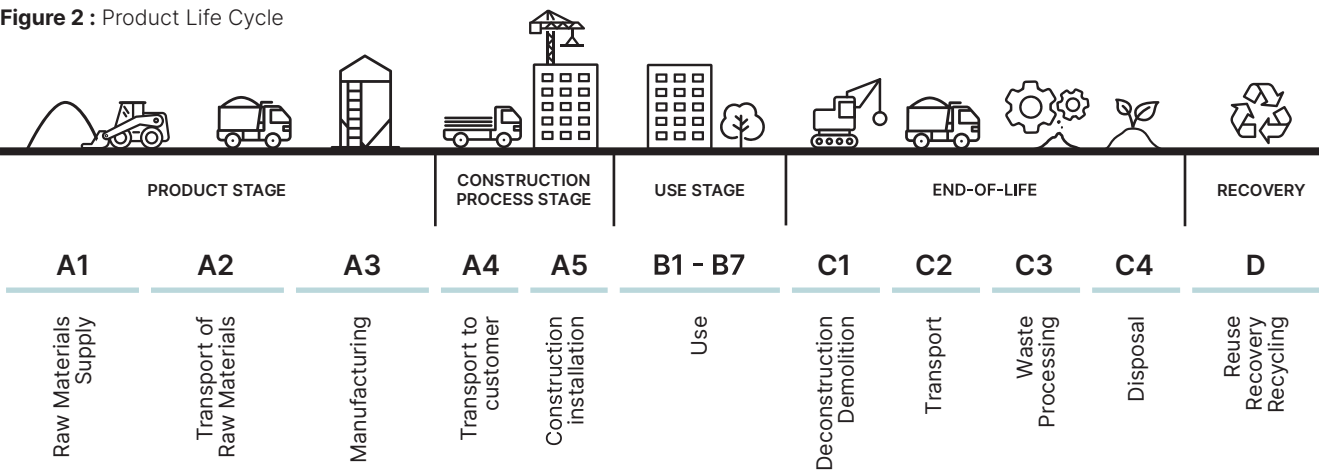 Figure 2 : Product Life Cycle
PRODUCT STAGE
CONSTRUCTION
PROCESS STAGE
USE STAGE
END-OF-LIFE
RECOVERY
A1
A2
A3
A4
A5
B1 - B7
C1
C2
C3
C4
D
Raw Materials
Supply
Transport of
Raw Materials
Manufacturing
Transport to
customer
Construction
installation
Use
Deconstruction
Demolition
Transport
Waste
Processing
Disposal
Reuse
Recovery
Recycling